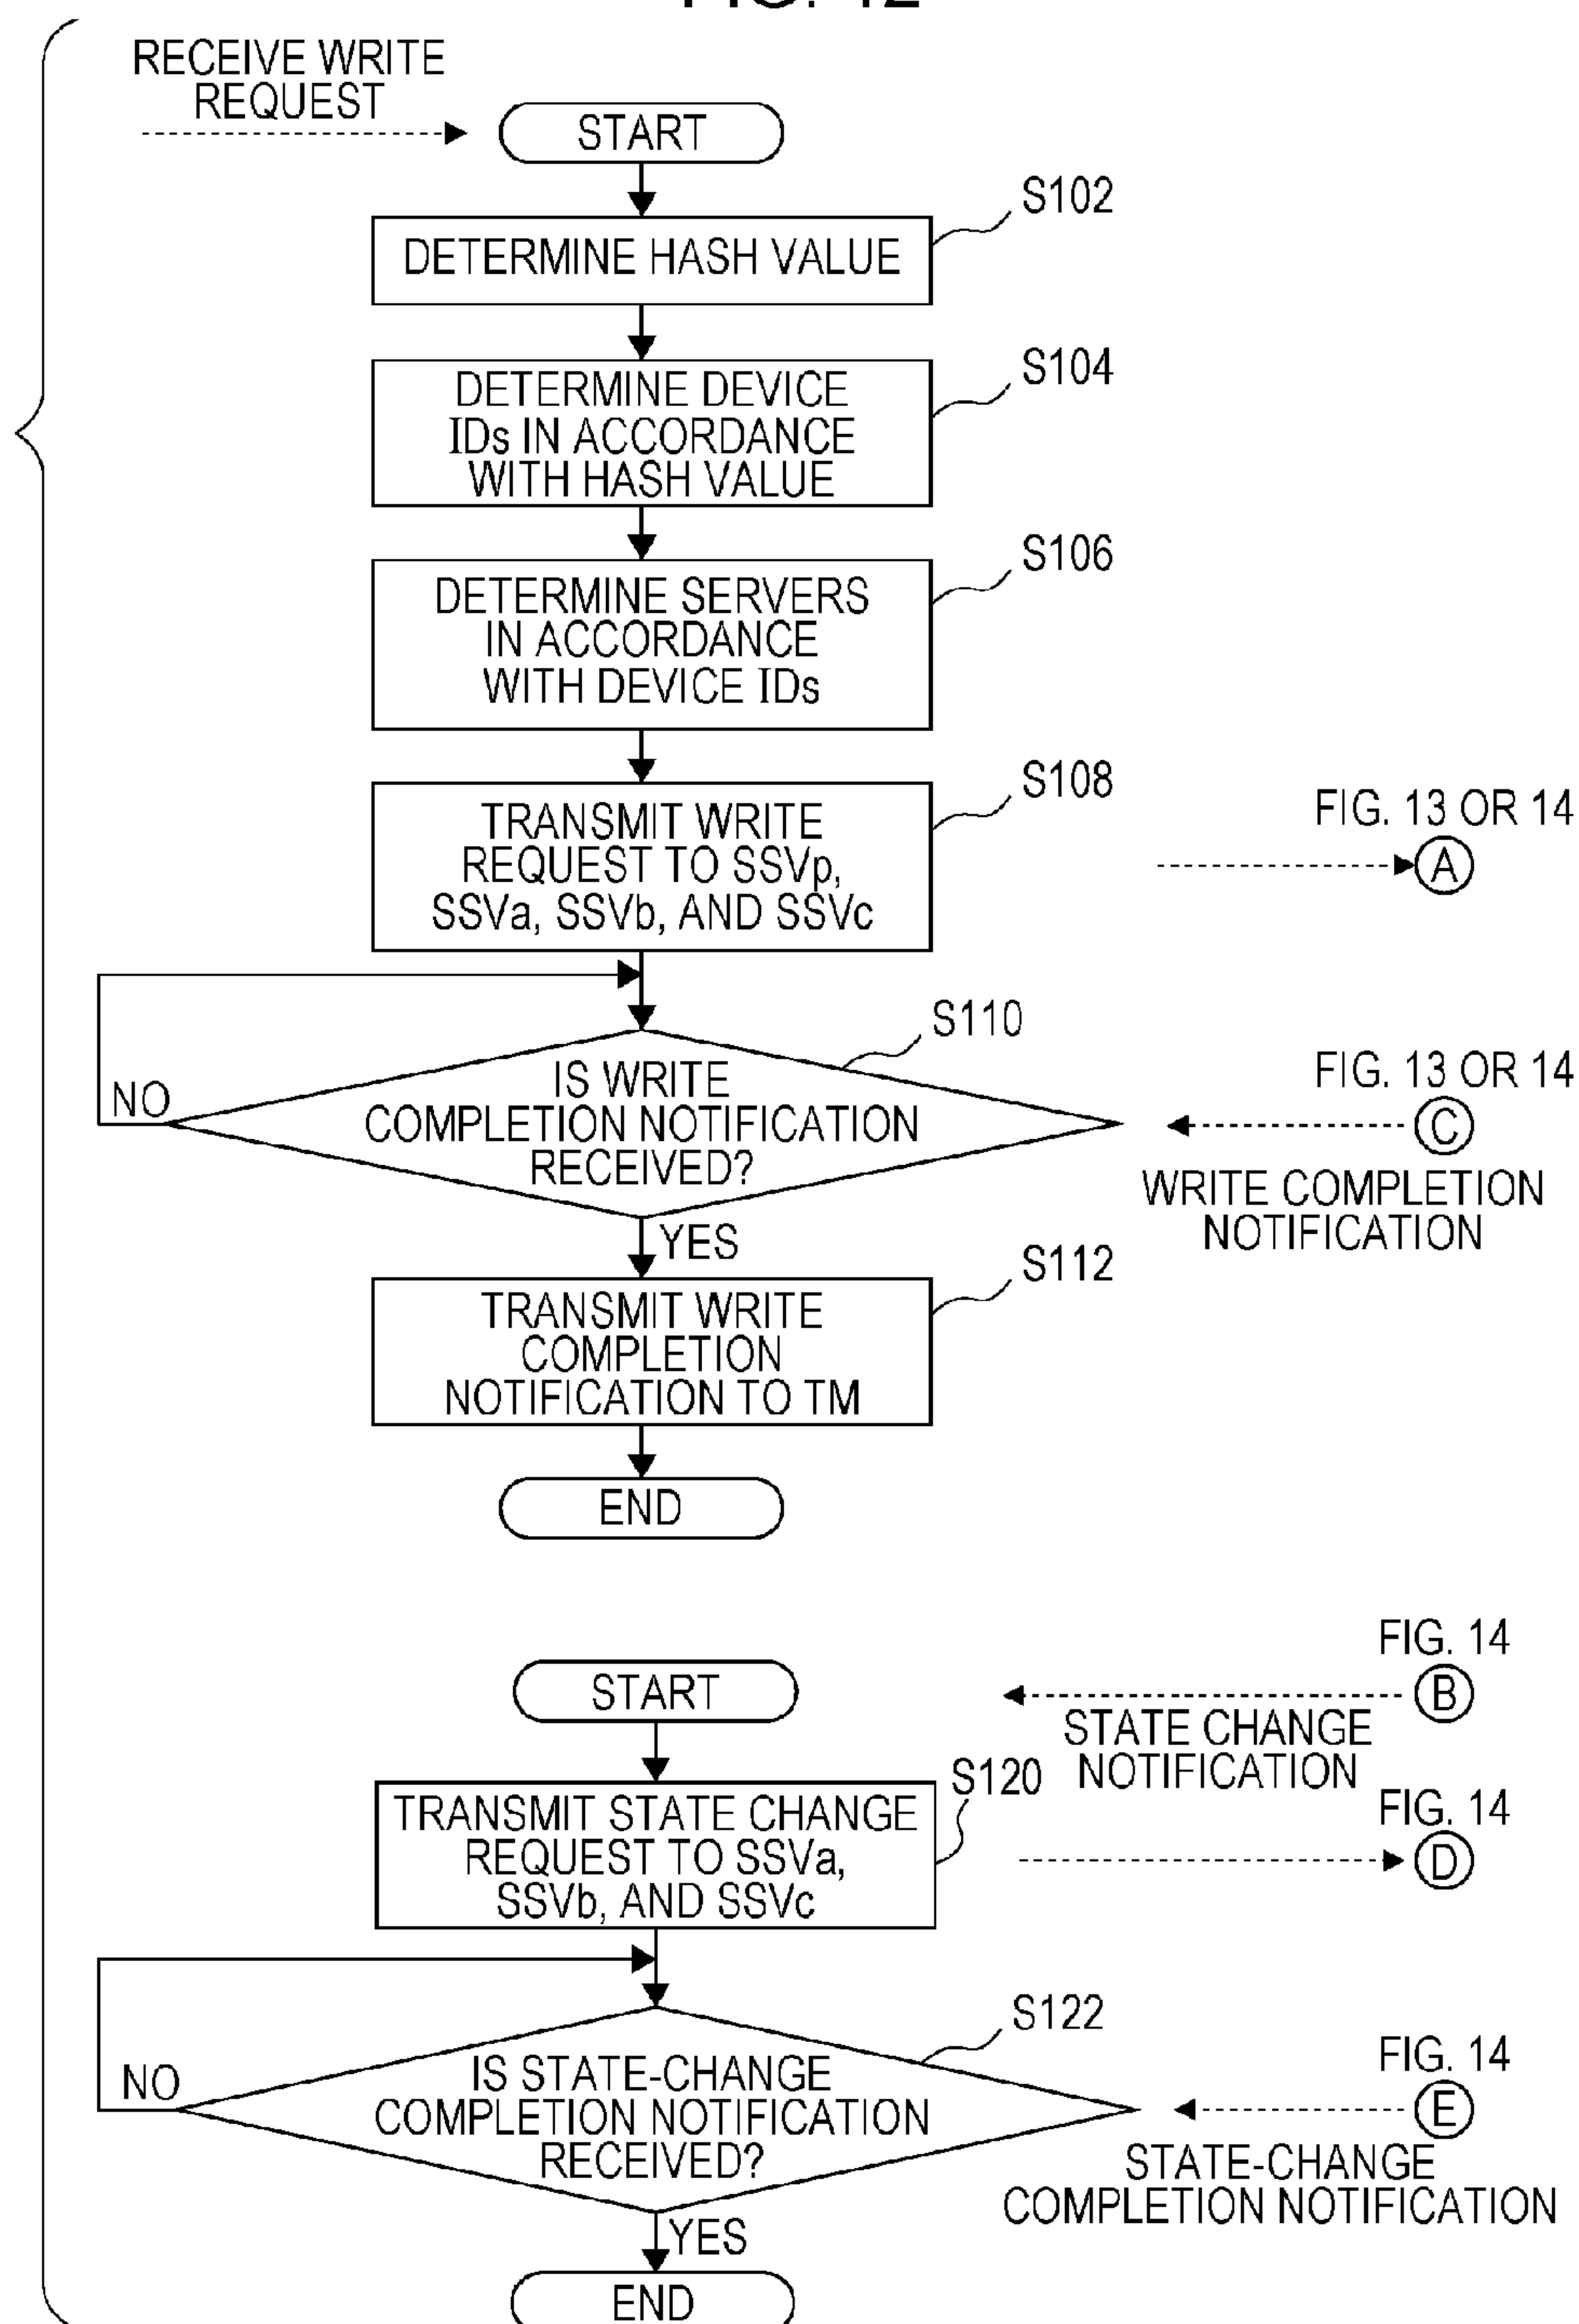 RECEIVE WRITE
REQUEST
START
S102
DETERMINE HASH VALUE
S104
DETERMINE DEVICE
IDs IN ACCORDANCE
WITH HASH VALUE
S106
DETERMINE SERVERS
IN ACCORDANCE
WITH DEVICE IDs
S108
TRANSMIT WRITE
REQUEST TO SSVp,
SSVa, SSVb, AND SSVc
FIG. 13 OR 14
A
S110
IS WRITE
COMPLETION NOTIFICATION
RECEIVED?
NO
FIG. 13 OR 14
C
WRITE COMPLETION
NOTIFICATION
YES
S112
TRANSMIT WRITE
COMPLETION
NOTIFICATION TO TM
END
START
FIG. 14
B
STATE CHANGE
NOTIFICATION
S120
TRANSMIT STATE CHANGE
REQUEST TO SSVa,
SSVb, AND SSVc
FIG. 14
D
S122
IS STATE-CHANGE
COMPLETION NOTIFICATION
RECEIVED?
NO
FIG. 14
E
STATE-CHANGE
COMPLETION NOTIFICATION
YES
END